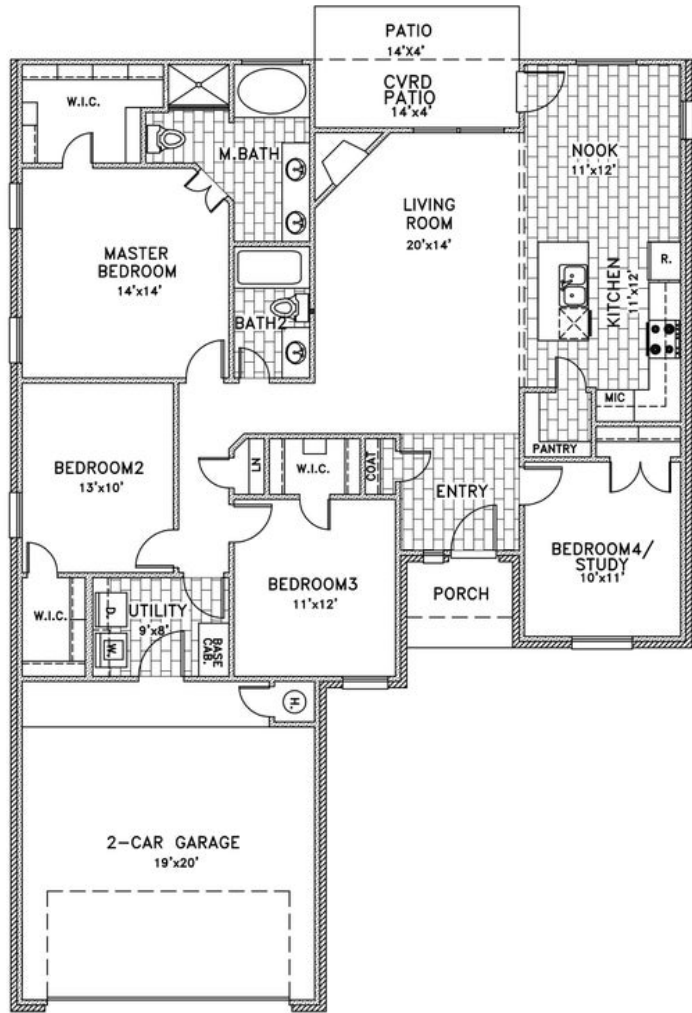 PATIO
14'X4'
CVRD
PATIO
14'x4'
W.I.C.
M.BATH
NOOK
11'x12'
LIVING
ROOM
20'x14'
MASTER
BEDROOM
14'x14'
R.
KITCHEN
11'x12'
BATH2
MIC
PANTRY
BEDROOM2
13'x10'
LN
W.I.C.
COAT
ENTRY
BEDROOM4/
STUDY
10'x11'
BEDROOM3
11'x12'
PORCH
W.I.C.
D.
UTILITY
9'x8'
W.
BASE
CAB.
H.
2-CAR GARAGE
19'x20'